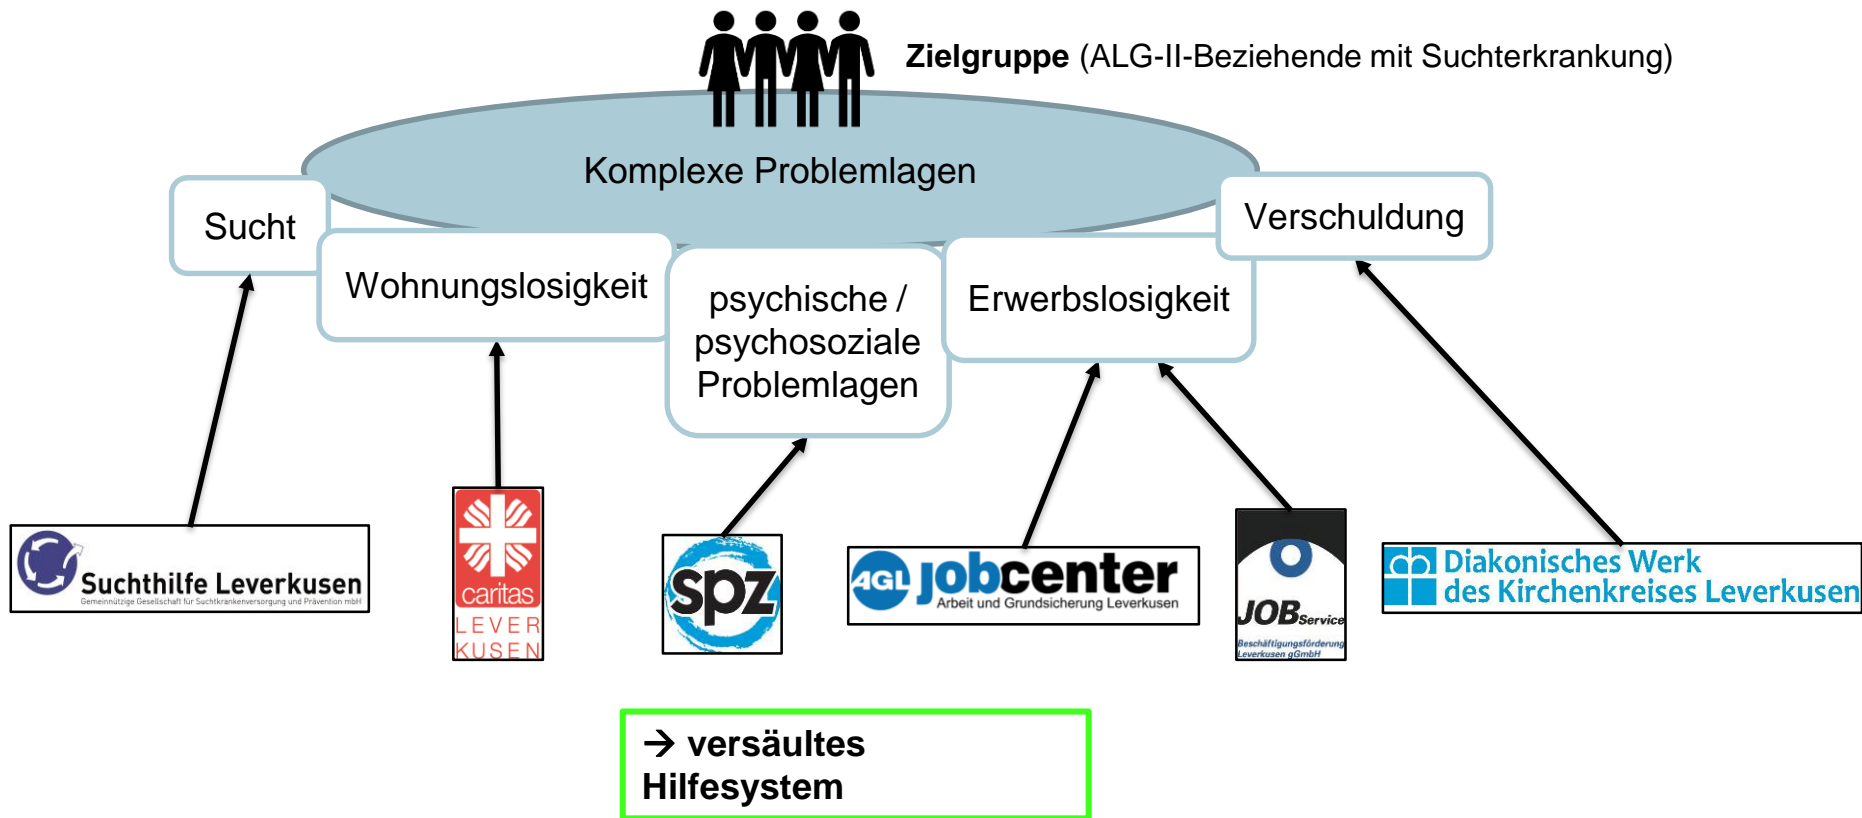 Zielgruppe (ALG-II-Beziehende mit Suchterkrankung)
Komplexe Problemlagen
Sucht
Wohnungslosigkeit
psychische /
psychosoziale
Problemlagen
Erwerbslosigkeit
Verschuldung
Suchthilfe Leverkusen
Gemeinnützige Gesellschaft für Suchtkrankenversorgung und Prävention mbH
caritas
LEVER
KUSEN
spz
AGL jobcenter
Arbeit und Grundsicherung Leverkusen
JOB Service
Beschäftigungsförderung
Leverkusen gGmbH
Diakonisches Werk
des Kirchenkreises Leverkusen
→ versäultes
Hilfesystem